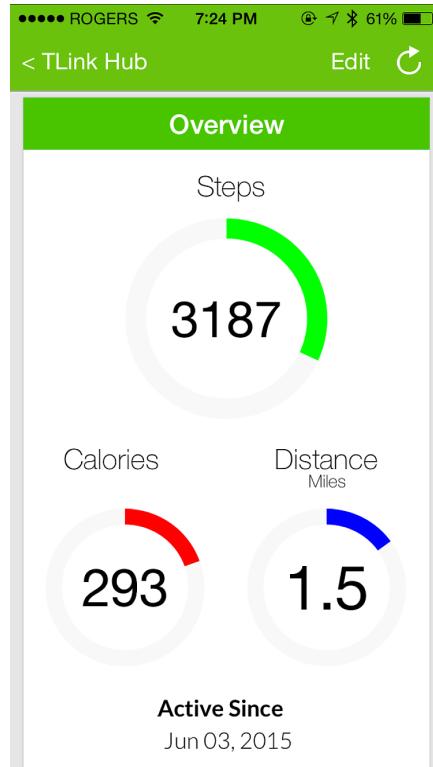 ROGERS 7:24 PM 61%
< TLink Hub Edit
Overview
Steps
3187
Calories Distance
Miles
293 1.5
Active Since
Jun 03, 2015